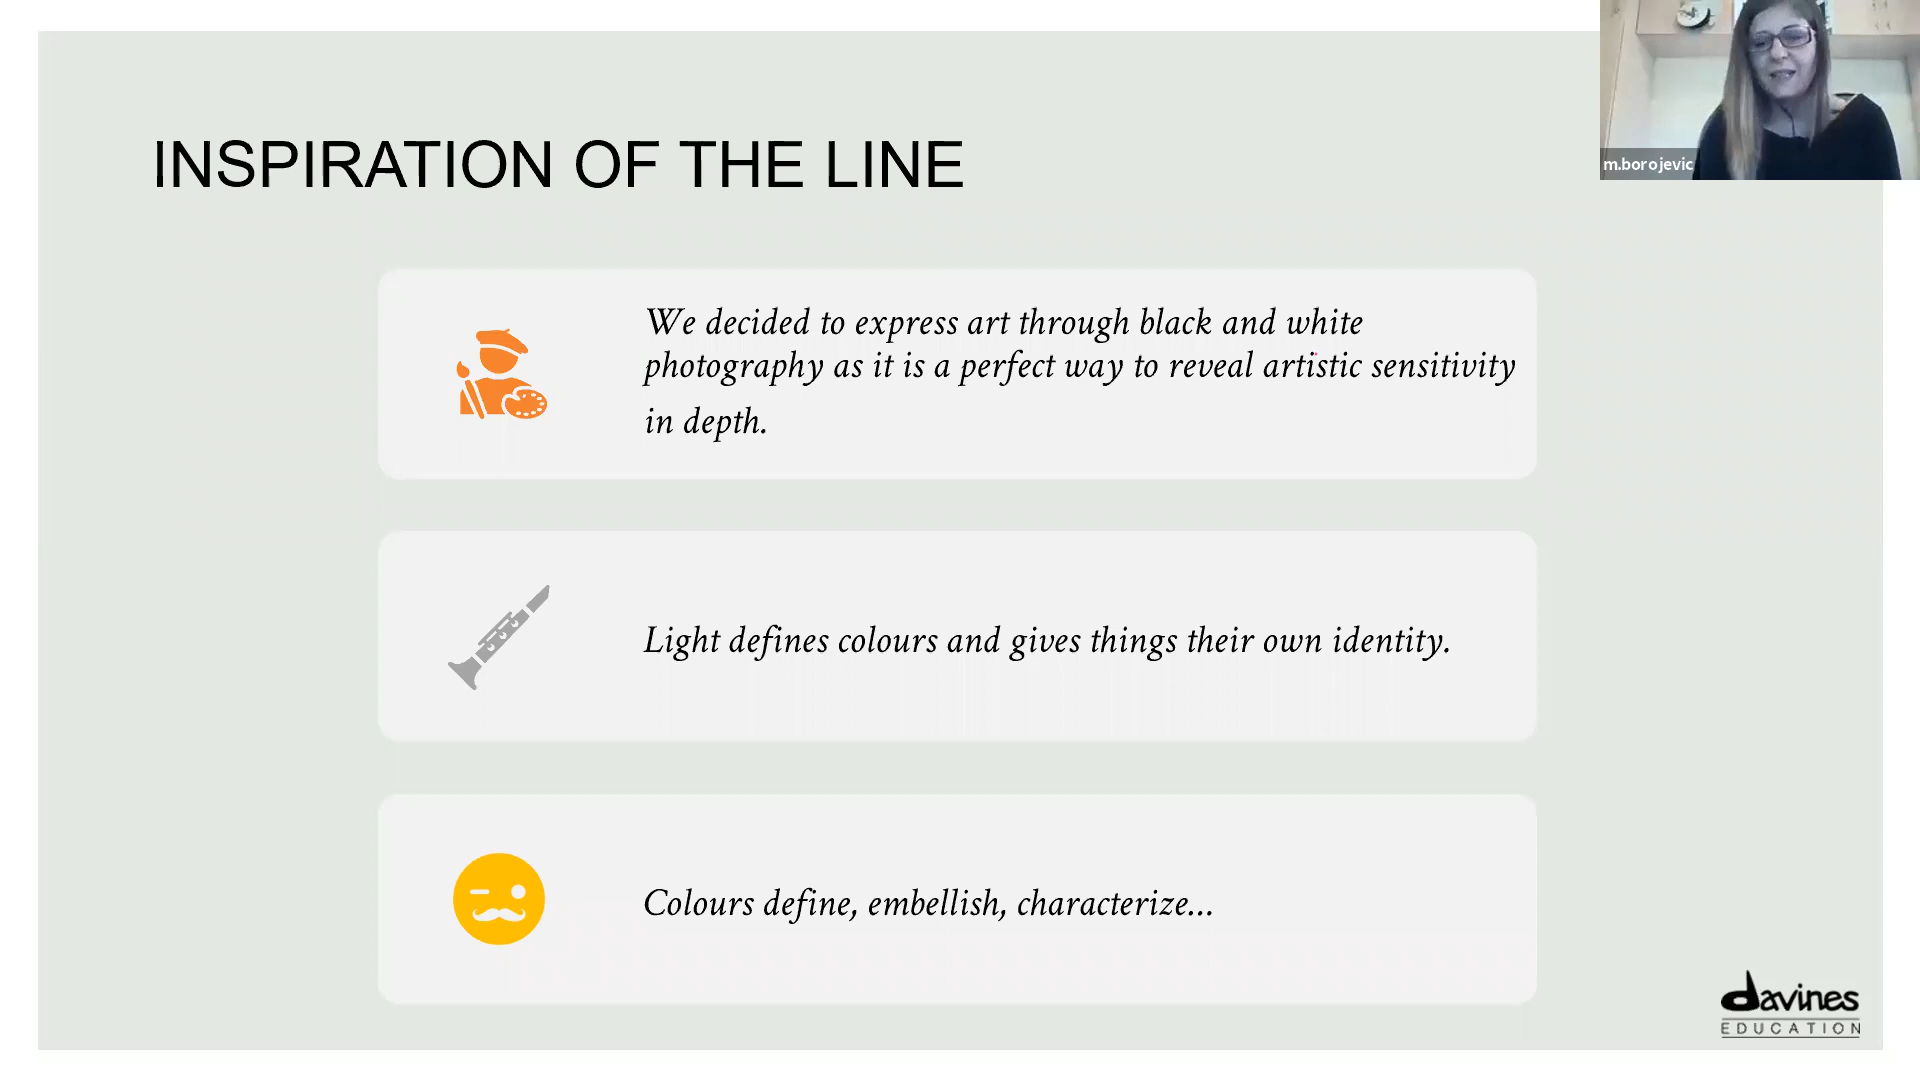 m.borojevic
INSPIRATION OF THE LINE
We decided to express art through black and white
photography as it is a perfect way to reveal artistic sensitivity
in depth.
Light defines colours and gives things their own identity.
Colours define, embellish, characterize...
davines
EDUCATION